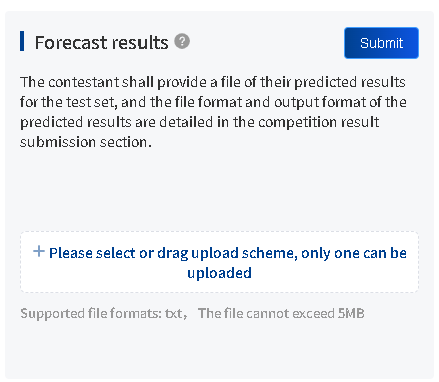 Forecast results ?
Submit
The contestant shall provide a file of their predicted results
for the test set, and the file format and output format of the
predicted results are detailed in the competition result
submission section.
+ Please select or drag upload scheme, only one can be
uploaded
Supported file formats: txt， The file cannot exceed 5MB